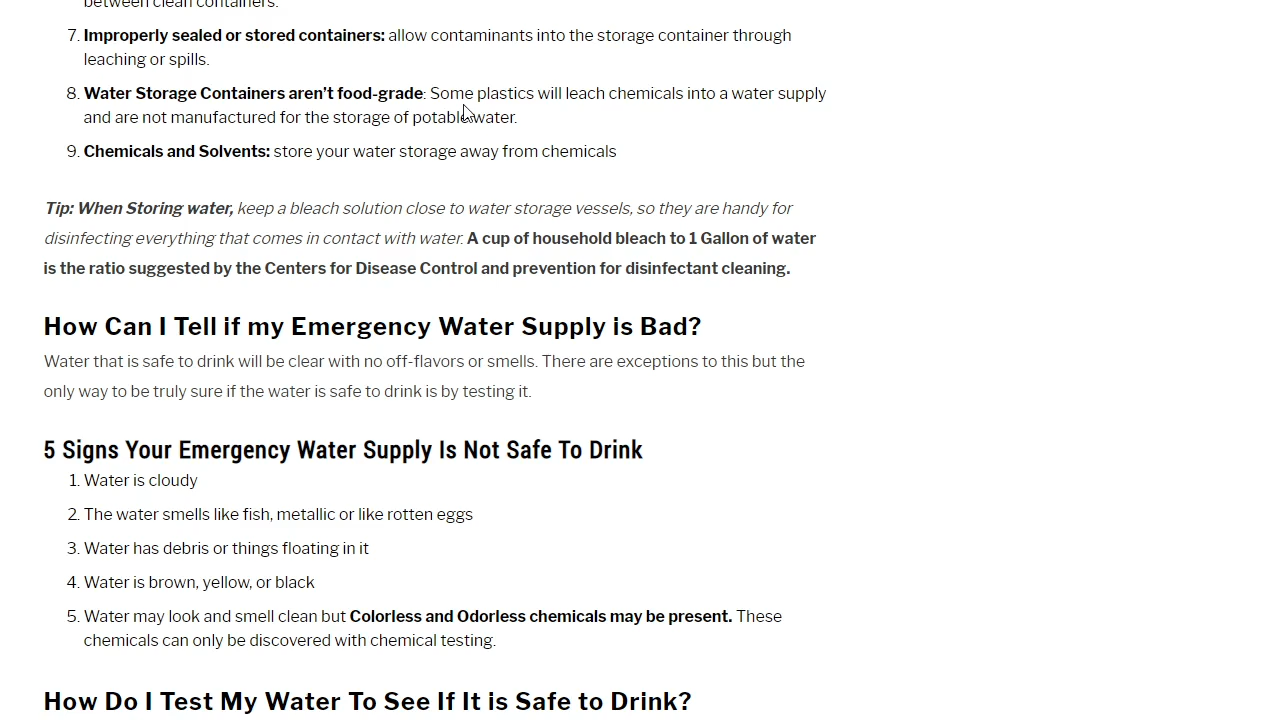 between clean containers.
7. Improperly sealed or stored containers: allow contaminants into the storage container through
leaching or spills.
8. Water Storage Containers aren’t food-grade: Some plastics will leach chemicals into a water supply
and are not manufactured for the storage of potable water.
9. Chemicals and Solvents: store your water storage away from chemicals
Tip: When Storing water, keep a bleach solution close to water storage vessels, so they are handy for
disinfecting everything that comes in contact with water. A cup of household bleach to 1 Gallon of water
is the ratio suggested by the Centers for Disease Control and prevention for disinfectant cleaning.
How Can I Tell if my Emergency Water Supply is Bad?
Water that is safe to drink will be clear with no off-flavors or smells. There are exceptions to this but the
only way to be truly sure if the water is safe to drink is by testing it.
5 Signs Your Emergency Water Supply Is Not Safe To Drink
1. Water is cloudy
2. The water smells like fish, metallic or like rotten eggs
3. Water has debris or things floating in it
4. Water is brown, yellow, or black
5. Water may look and smell clean but Colorless and Odorless chemicals may be present. These
chemicals can only be discovered with chemical testing.
How Do I Test My Water To See If It is Safe to Drink?